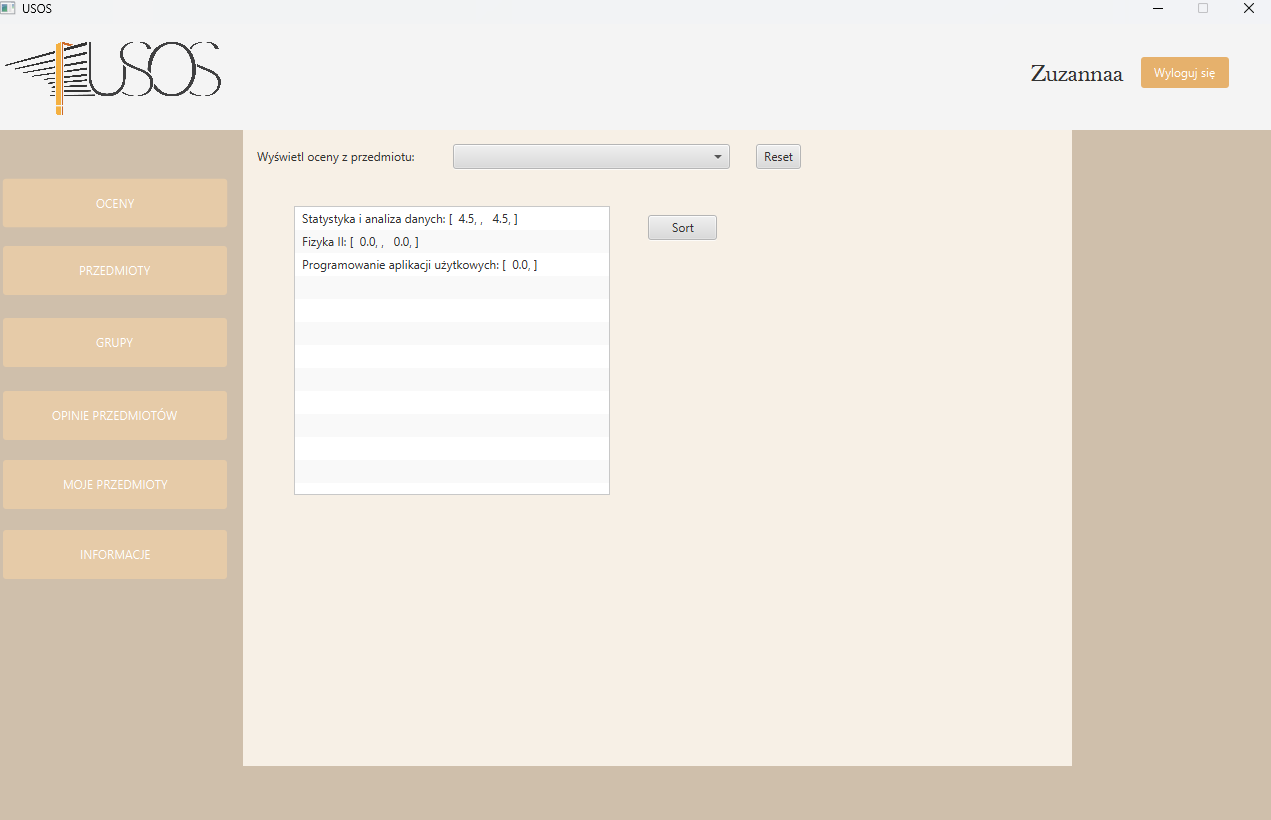 USOS
USOS
Zuzannaa
Wyloguj się
Wyświetl oceny z przedmiotu:
Reset
OCENY
PRZEDMIOTY
GRUPY
OPINIE PRZEDMIOTÓW
MOJE PRZEDMIOTY
INFORMACJE
Statystyka i analiza danych: [  4.5, ,   4.5, ]
Fizyka II: [  0.0, ,   0.0, ]
Programowanie aplikacji użytkowych: [  0.0, ]
Sort